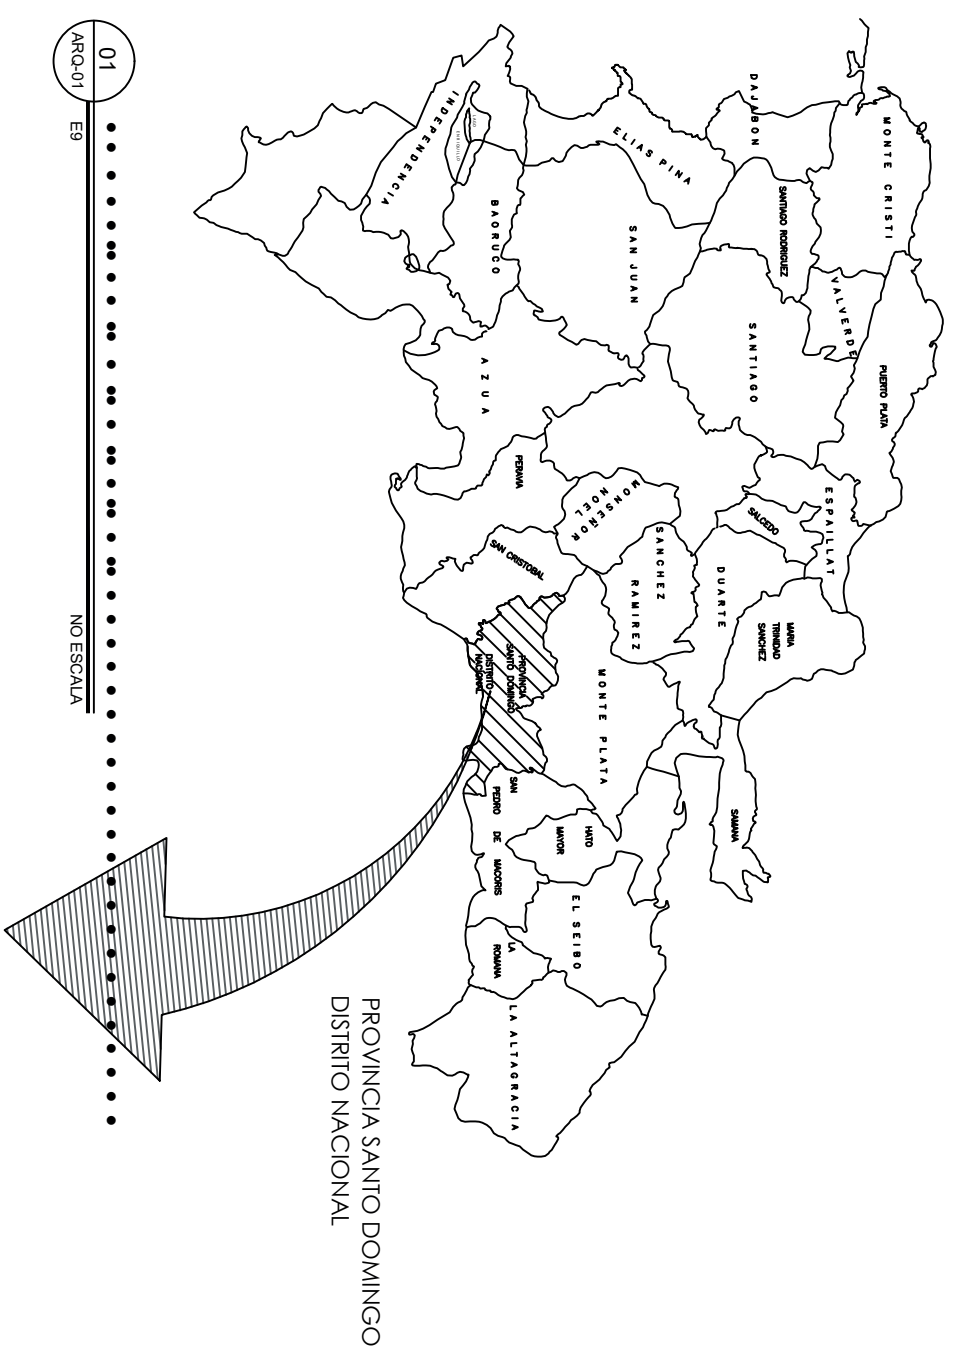 MONTE CRISTI
DAJABON
SANTIAGO RODRIGUEZ
VALVERDE
PUERTO PLATA
ELIAS PINA
SAN JUAN
SANTIAGO
ESPAILLAT
SALCEDO
MARIA
TRINIDAD
SANCHEZ
DUARTE
SAMANA
INDEPENDENCIA
LAGO
ENRIQUILLO
BAORUCO
AZUA
PERAVIA
MONSEÑOR
NOEL
SANCHEZ
RAMIREZ
SAN CRISTOBAL
PROVINCIA
SANTO DOMINGO
DISTRITO
NACIONAL
MONTE PLATA
SAN
PEDRO DE MACORIS
HATO
MAYOR
EL SEIBO
LA
ROMANA
LA ALTAGRACIA
PROVINCIA SANTO DOMINGO
DISTRITO NACIONAL
01
ARQ-01
E9
NO ESCALA